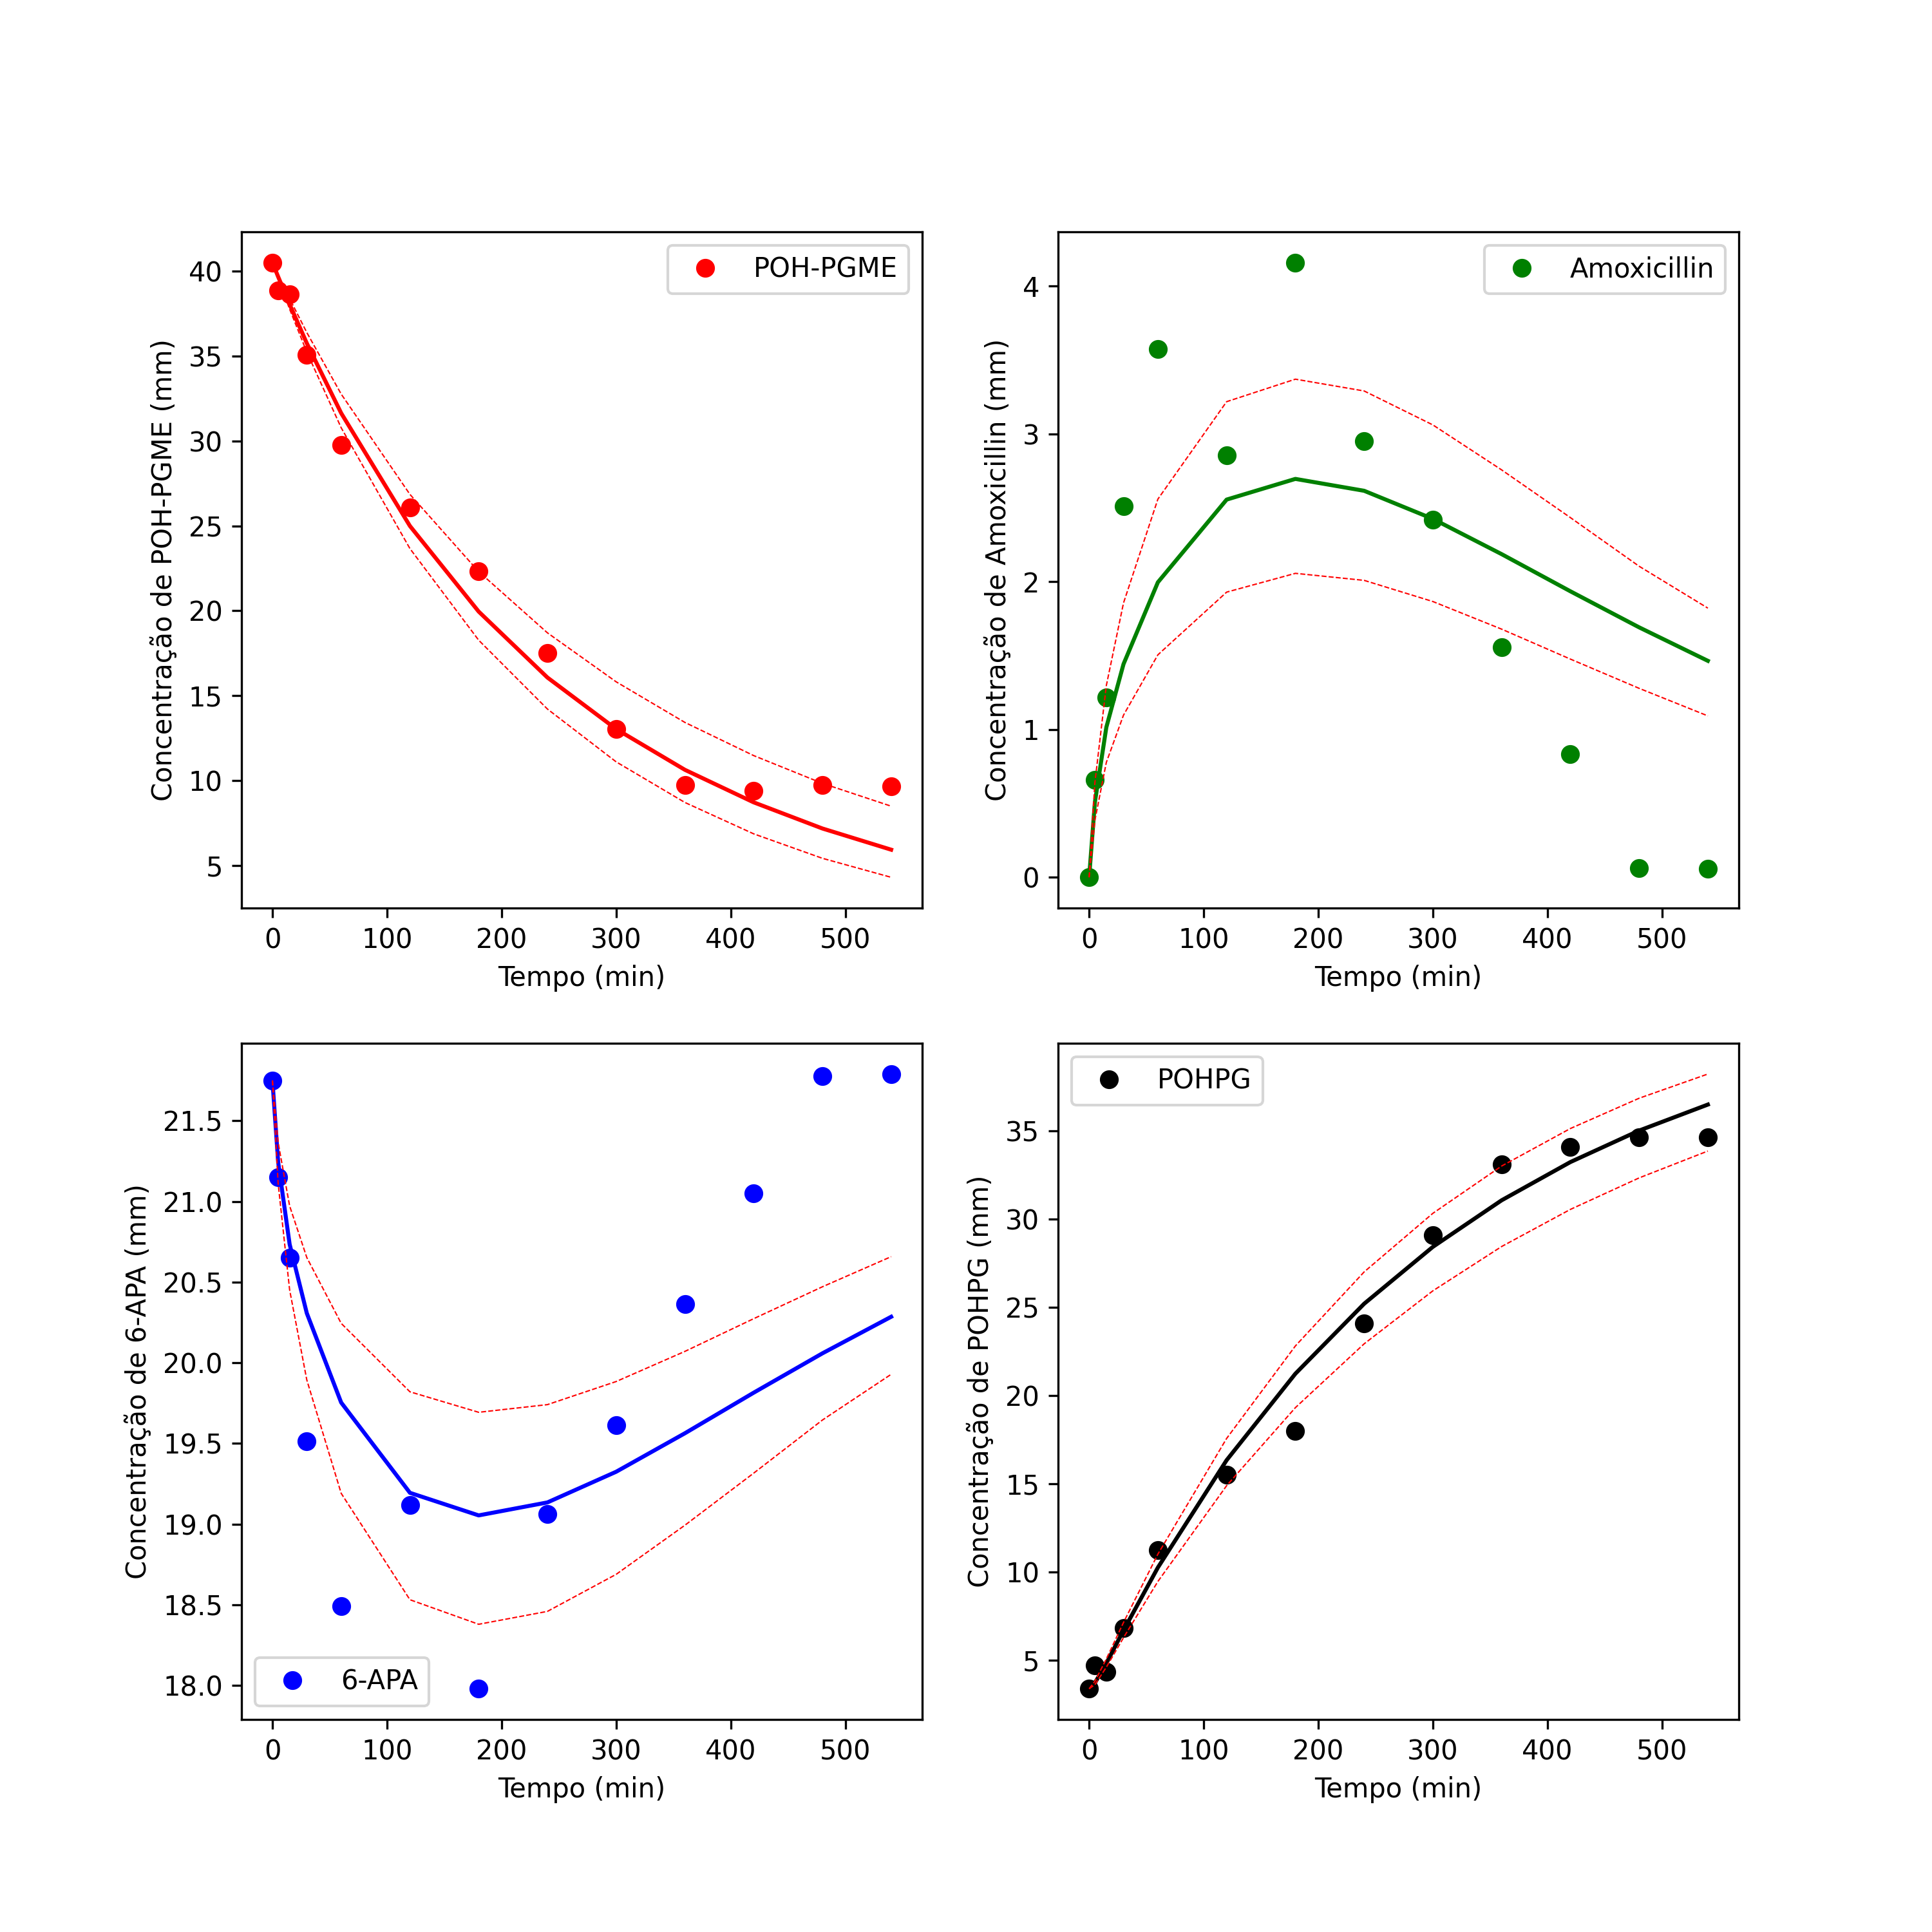 POH-PGME
Concentração de POH-PGME (mm)
40
35
30
25
20
15
10
5
0 100 200 300 400 500
Tempo (min)
Amoxicillin
Concentração de Amoxicillin (mm)
4
3
2
1
0
0 100 200 300 400 500
Tempo (min)
Concentração de 6-APA (mm)
21.5
21.0
20.5
20.0
19.5
19.0
18.5
18.0
6-APA
0 100 200 300 400 500
Tempo (min)
POHPG
Concentração de POHPG (mm)
35
30
25
20
15
10
5
0 100 200 300 400 500
Tempo (min)